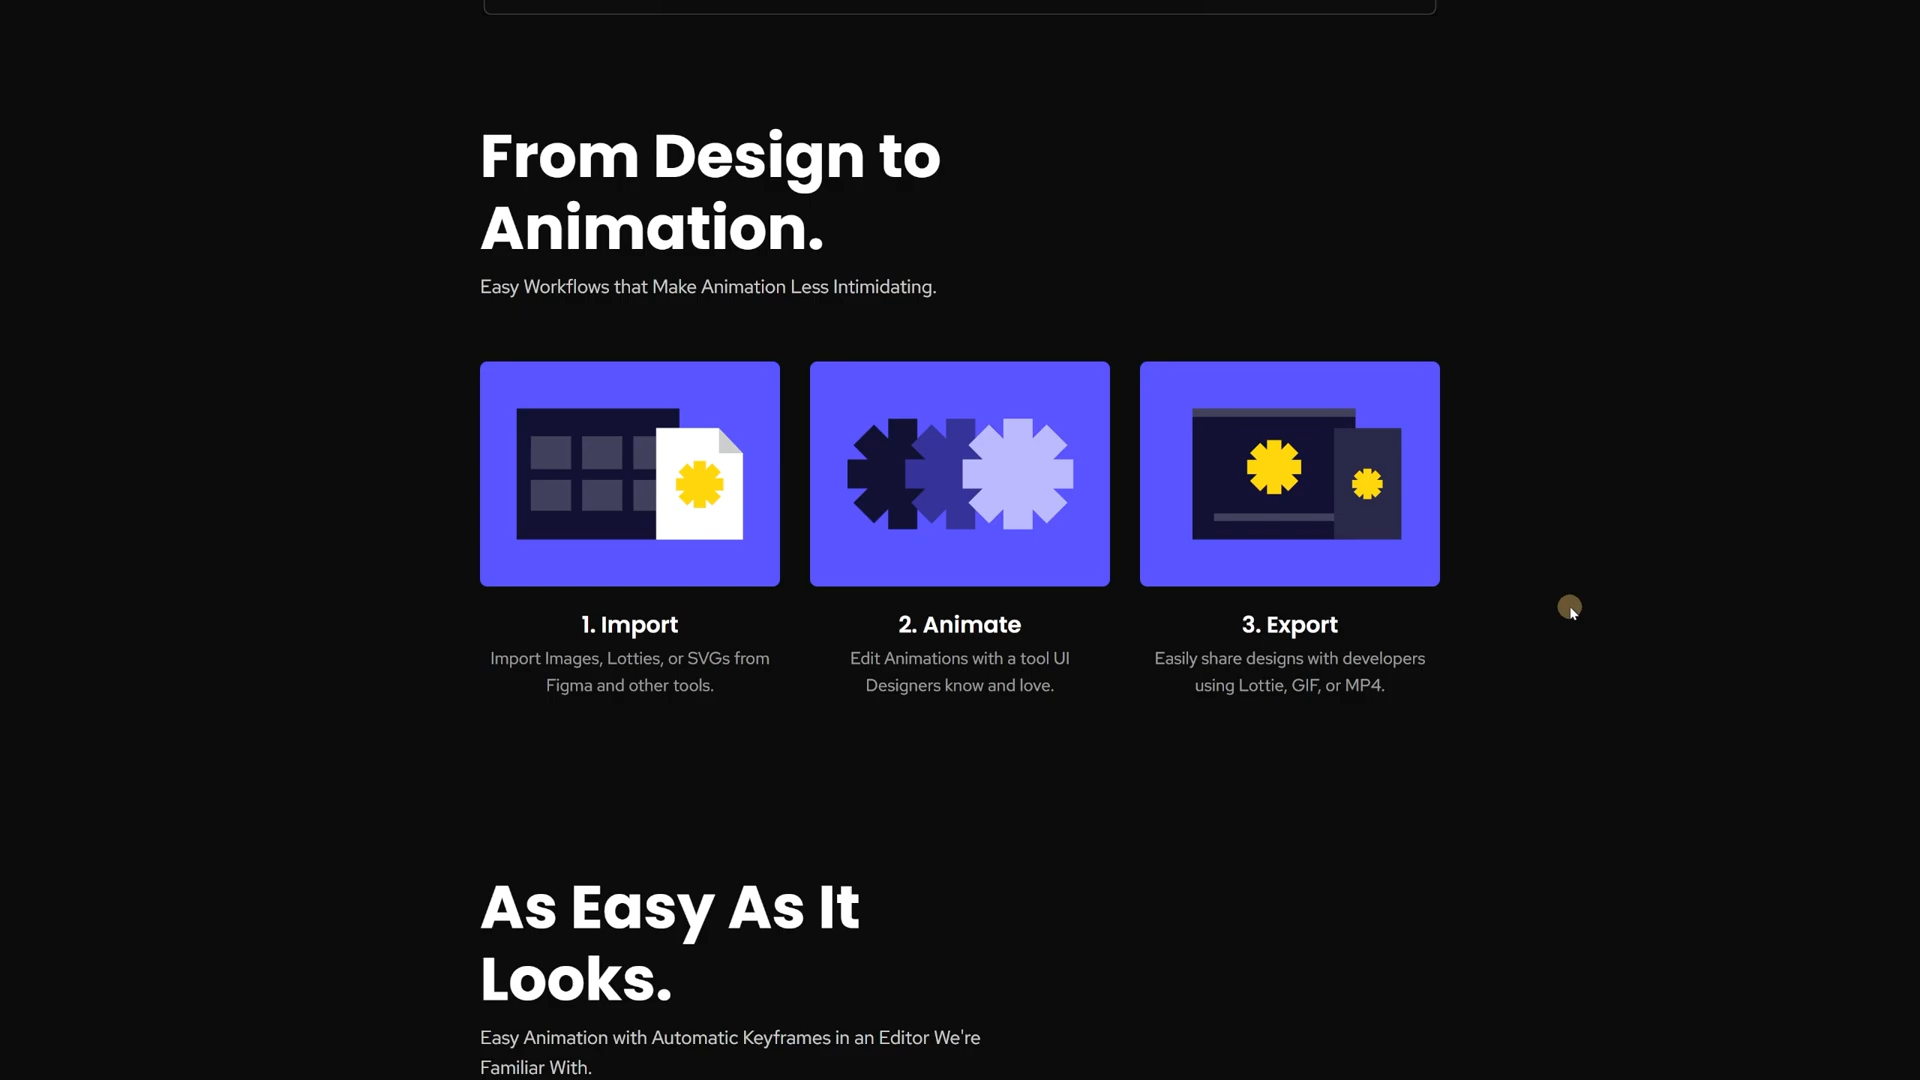 From Design to
Animation.
Easy Workflows that Make Animation Less Intimidating.
1. Import
Import Images, Lotties, or SVGs from
Figma and other tools.
2. Animate
Edit Animations with a tool UI
Designers know and love.
3. Export
Easily share designs with developers
using Lottie, GIF, or MP4.
As Easy As It
Looks.
Easy Animation with Automatic Keyframes in an Editor We're
Familiar With.